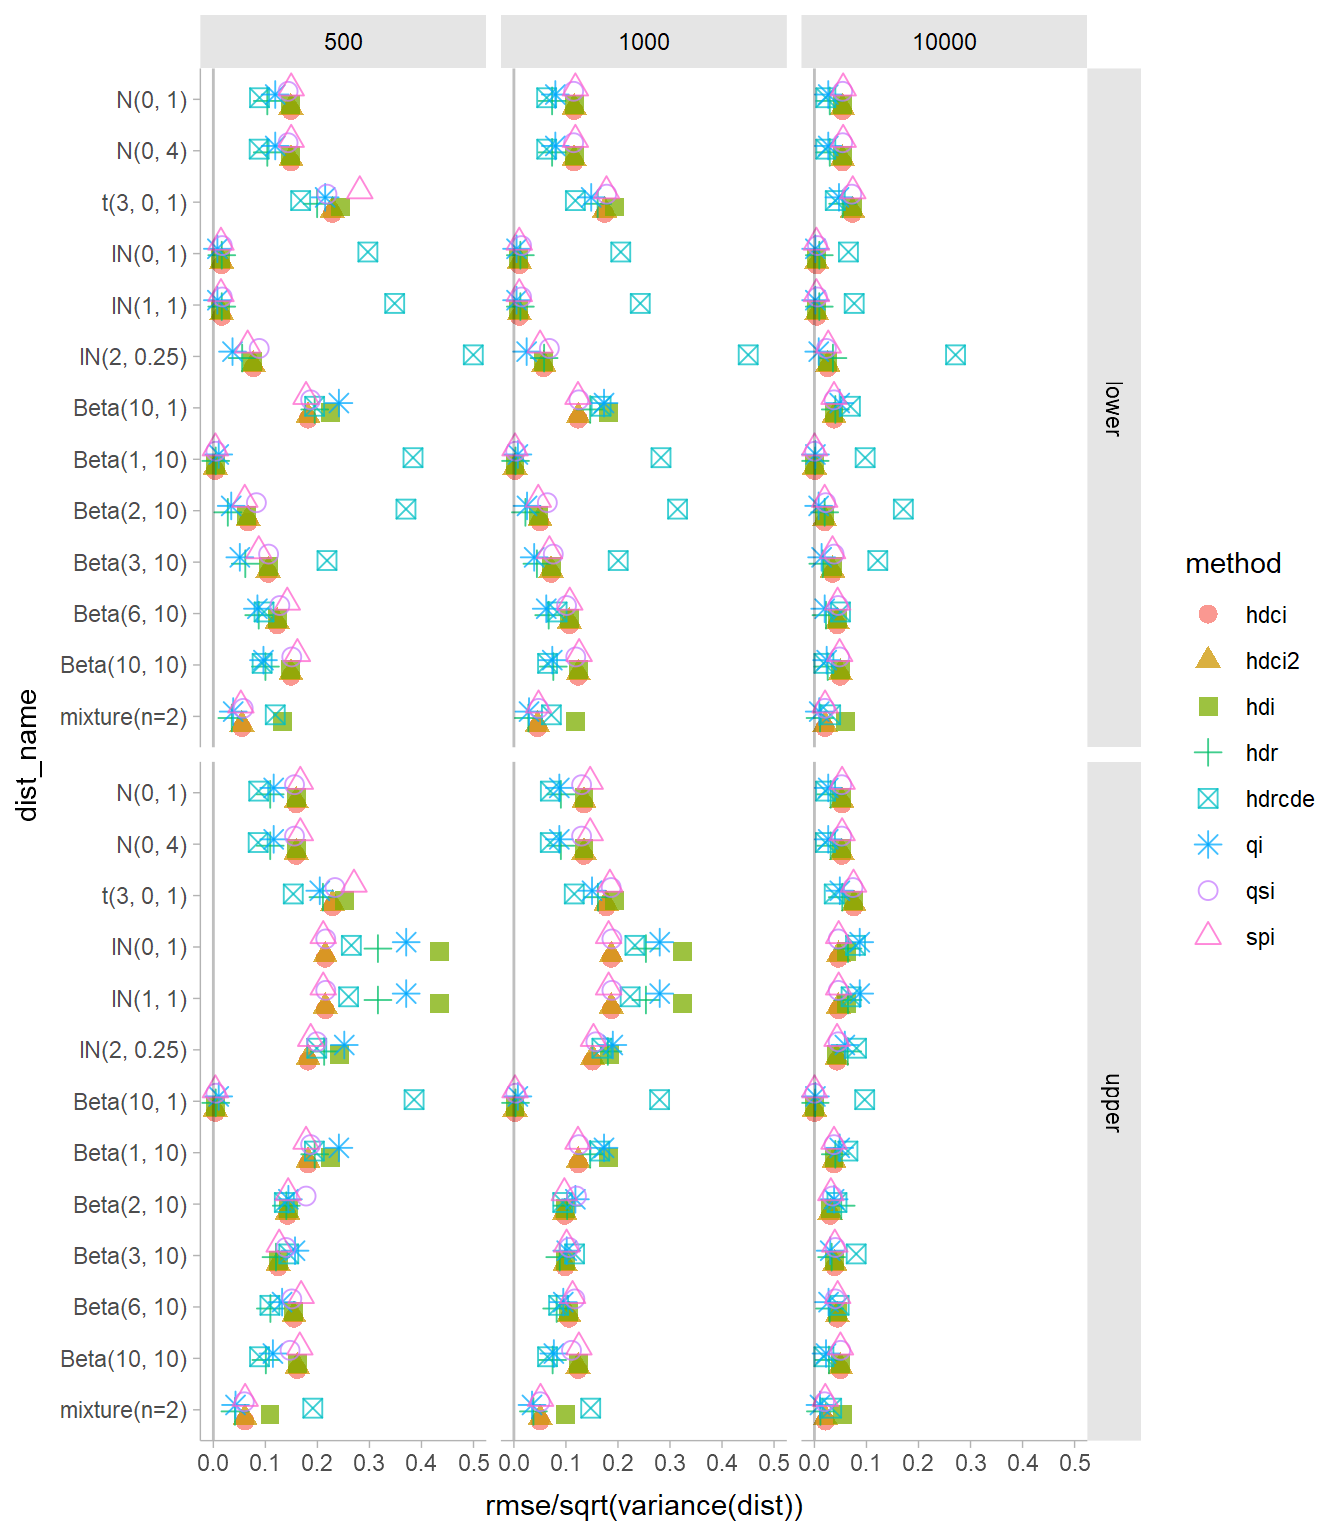 500 1000 10000
N(0, 1)
N(0, 4)
t(3, 0, 1)
lN(0, 1)
lN(1, 1)
lN(2, 0.25)
Beta(10, 1)
Beta(1, 10)
Beta(2, 10)
Beta(3, 10)
Beta(6, 10)
Beta(10, 10)
mixture(n=2)
lower
N(0, 1)
N(0, 4)
t(3, 0, 1)
lN(0, 1)
lN(1, 1)
lN(2, 0.25)
Beta(10, 1)
Beta(1, 10)
Beta(2, 10)
Beta(3, 10)
Beta(6, 10)
Beta(10, 10)
mixture(n=2)
upper
dist_name
0.0 0.1 0.2 0.3 0.4 0.5 0.0 0.1 0.2 0.3 0.4 0.5 0.0 0.1 0.2 0.3 0.4 0.5
rmse/sqrt(variance(dist))
method
hdci
hdci2
hdi
hdr
hdrcde
qi
qsi
spi